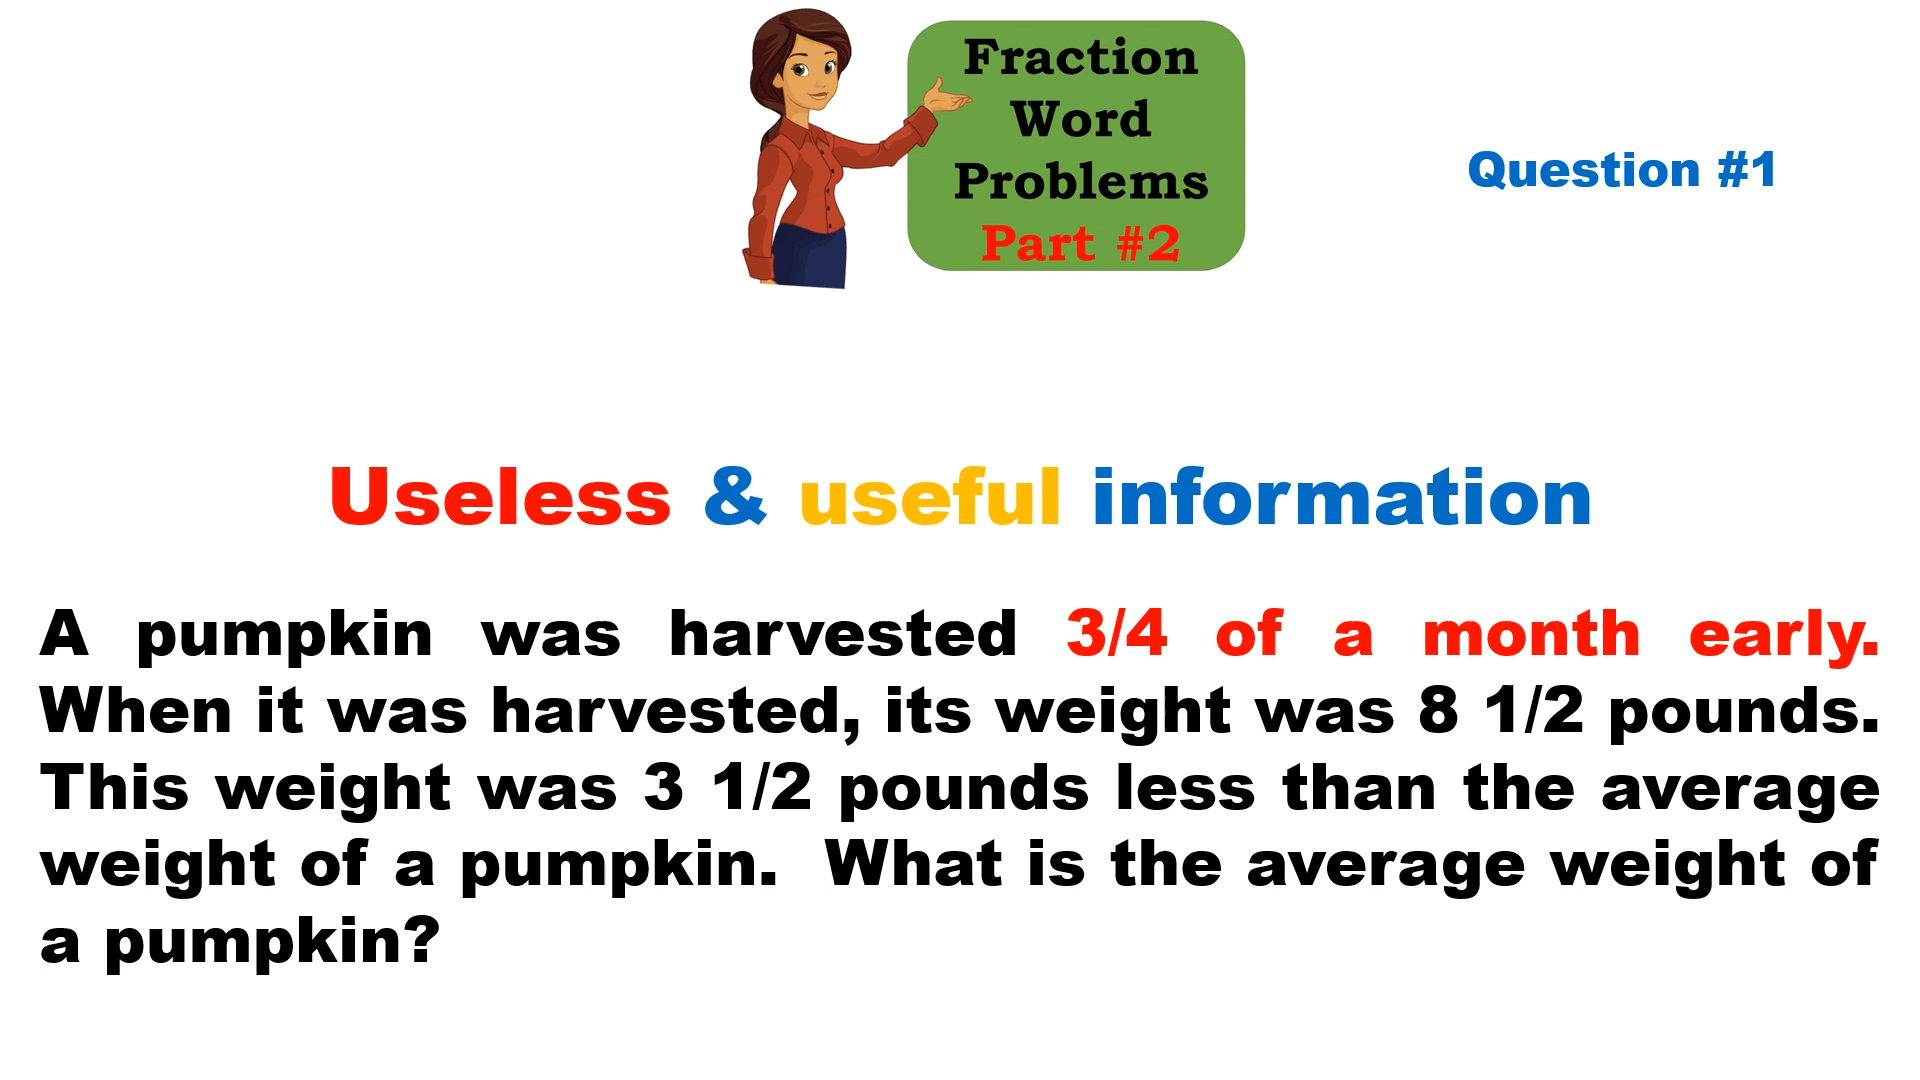 Fraction
Word
Problems
Part #2
Question #1
Useless & useful information
A pumpkin was harvested 3/4 of a month early.
When it was harvested, its weight was 8 1/2 pounds.
This weight was 3 1/2 pounds less than the average
weight of a pumpkin.  What is the average weight of
a pumpkin?